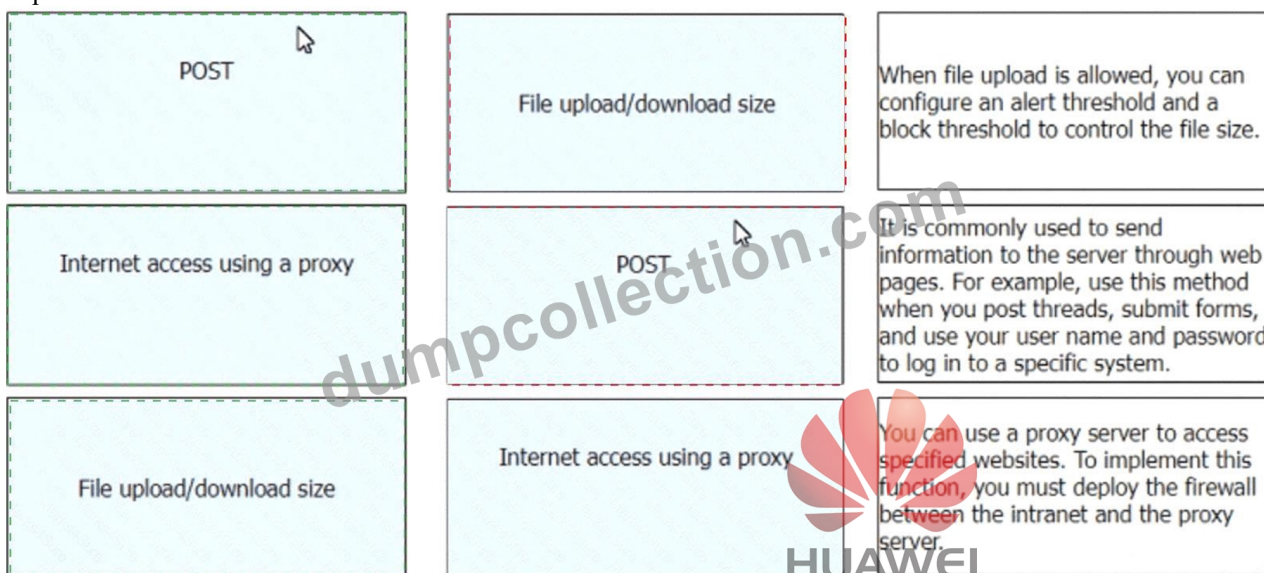 POST
File upload/download size
When file upload is allowed, you can
configure an alert threshold and a
block threshold to control the file size.
Internet access using a proxy
POST
It is commonly used to send
information to the server through web
pages. For example, use this method
when you post threads, submit forms,
and use your user name and password
to log in to a specific system.
File upload/download size
Internet access using a proxy
You can use a proxy server to access
specified websites. To implement this
function, you must deploy the firewall
between the intranet and the proxy
server.
dumpcollection.com
HUAWEI